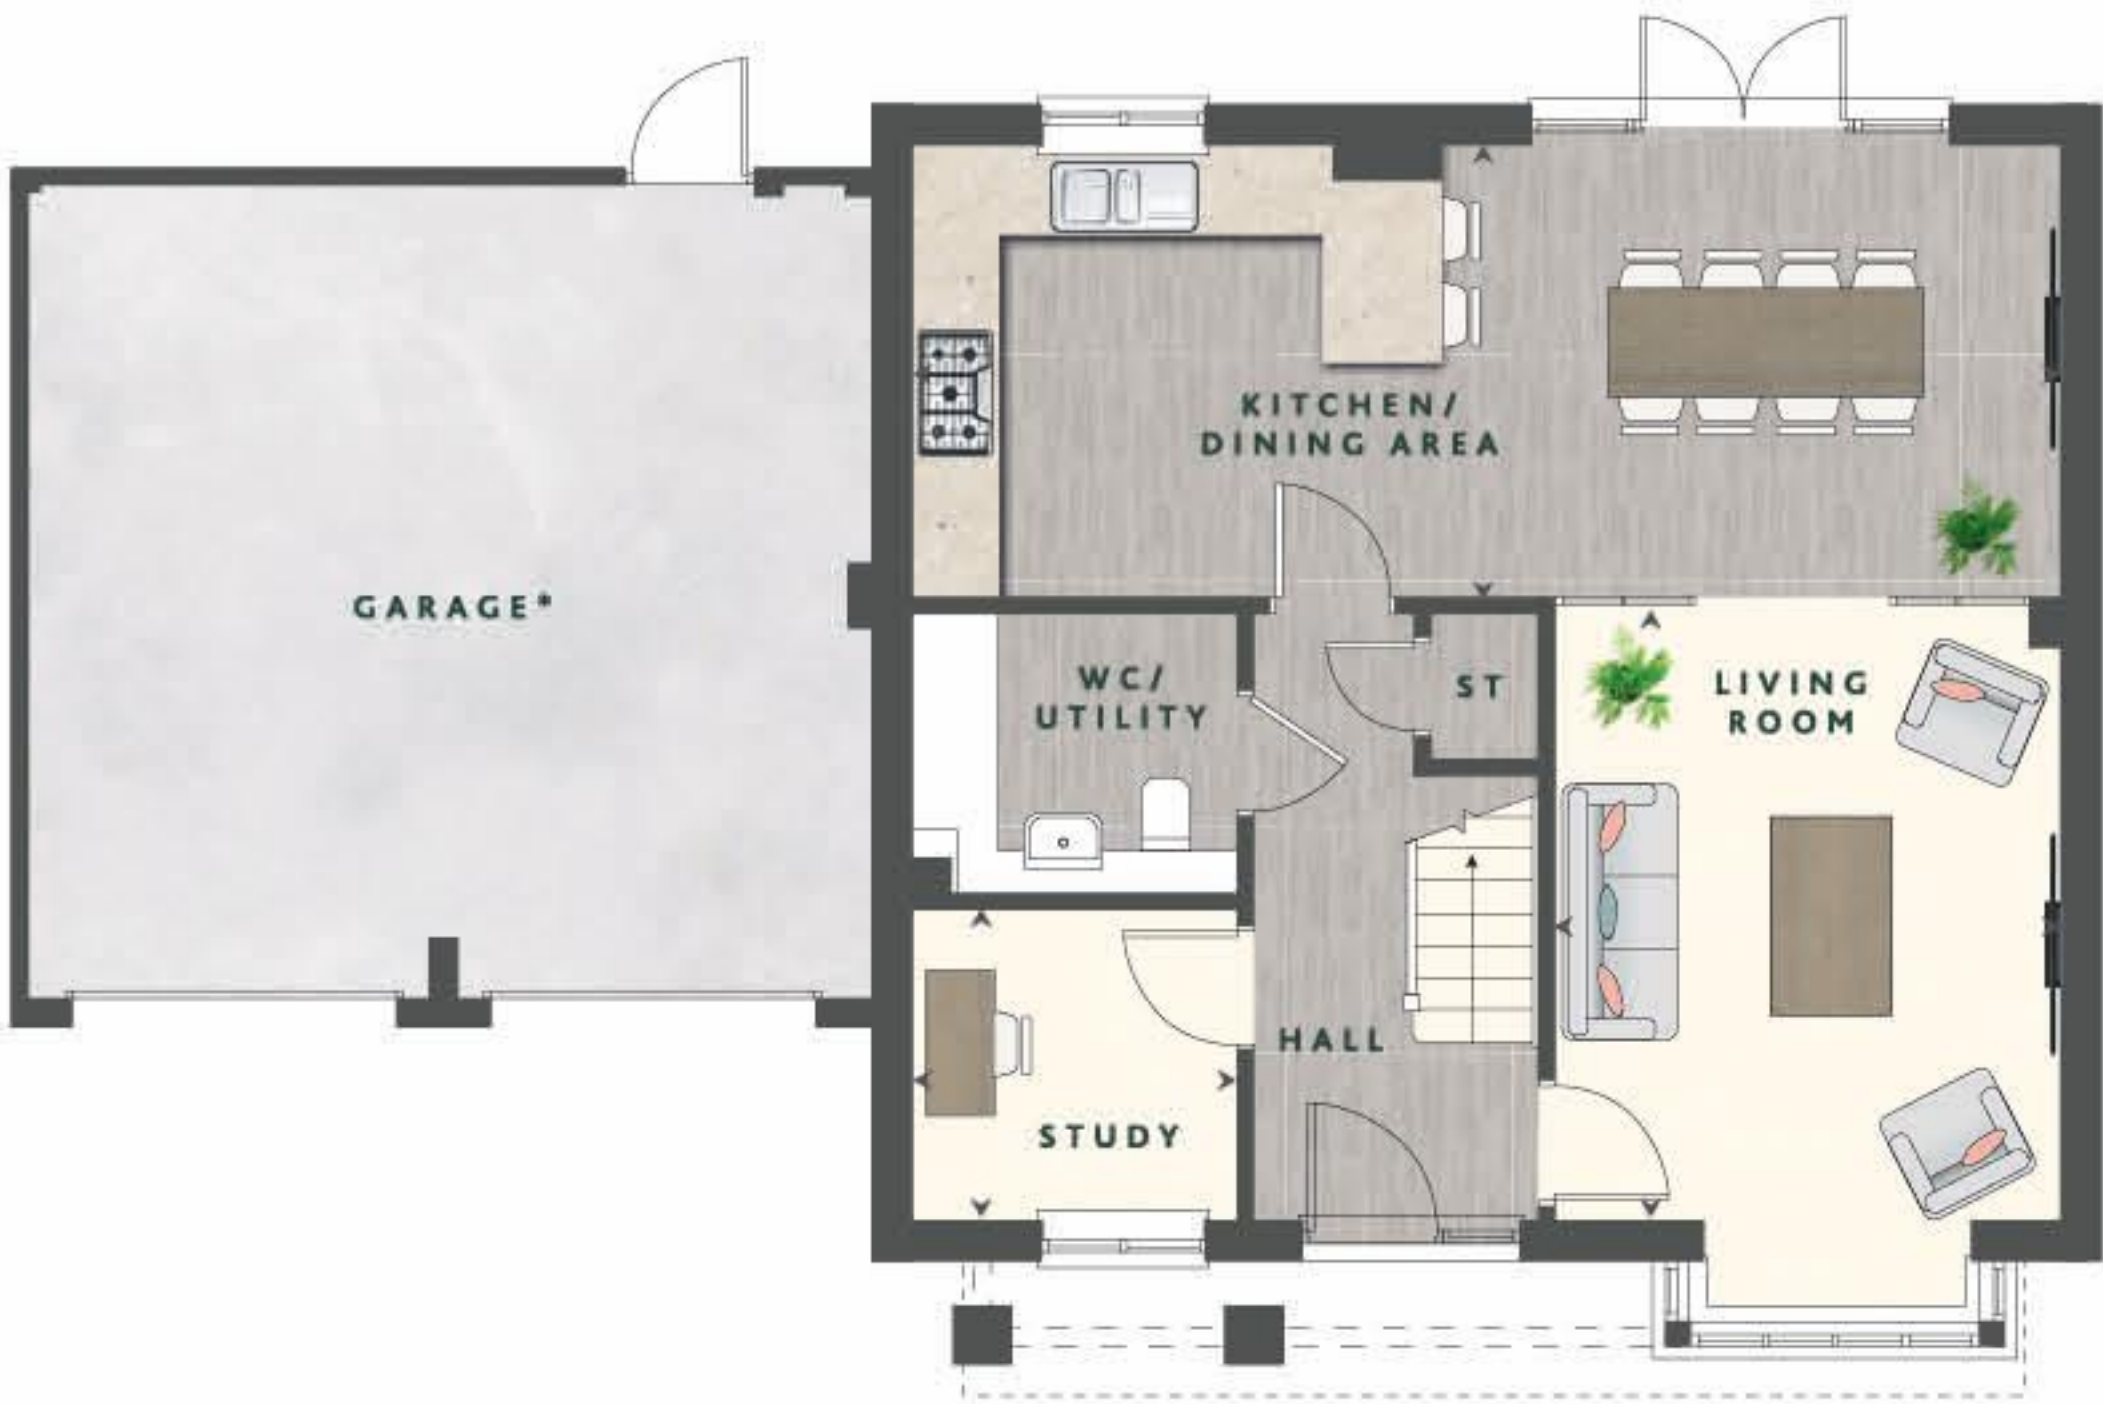 KITCHEN/
DINING AREA
GARAGE*
WC/
UTILITY
ST
LIVING
ROOM
HALL
STUDY